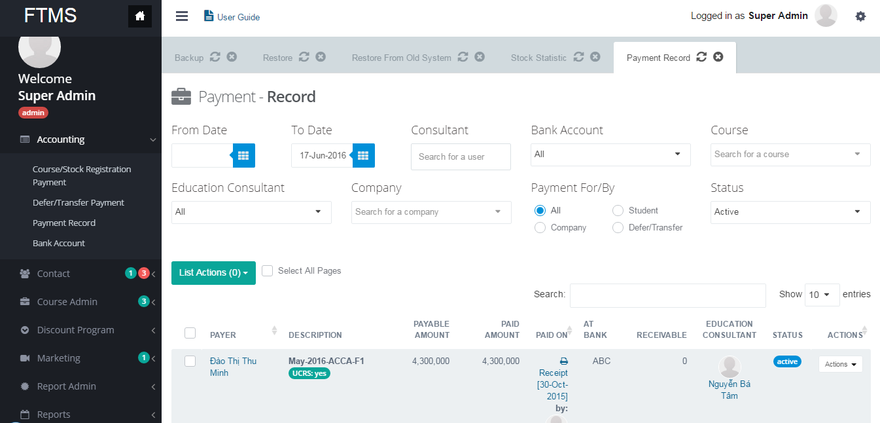 FTMS
User Guide
Logged in as Super Admin
Welcome
Super Admin
admin
Accounting
Course/Stock Registration
Payment
Defer/Transfer Payment
Payment Record
Bank Account
Contact 1 3
Course Admin 3
Discount Program
Marketing 1
Report Admin
Reports
Backup
Restore
Restore From Old System
Stock Statistic
Payment Record
Payment - Record
From Date
To Date
17-Jun-2016
Consultant
Search for a user
Bank Account
All
Course
Search for a course
Education Consultant
All
Company
Search for a company
Payment For/By
All
Student
Company
Defer/Transfer
Status
Active
List Actions (0)
Select All Pages
Search:
Show 10 entries
PAYER
DESCRIPTION
PAYABLE
AMOUNT
PAID
AMOUNT
PAID ON
AT
BANK
RECEIVABLE
EDUCATION
CONSULTANT
STATUS
ACTIONS
Đào Thị Thu
Minh
May-2016-ACCA-F1
UCRS: yes
4,300,000
4,300,000
Receipt
[30-Oct-
2015]
by:
ABC
0
Nguyễn Bá
Tâm
active
Actions